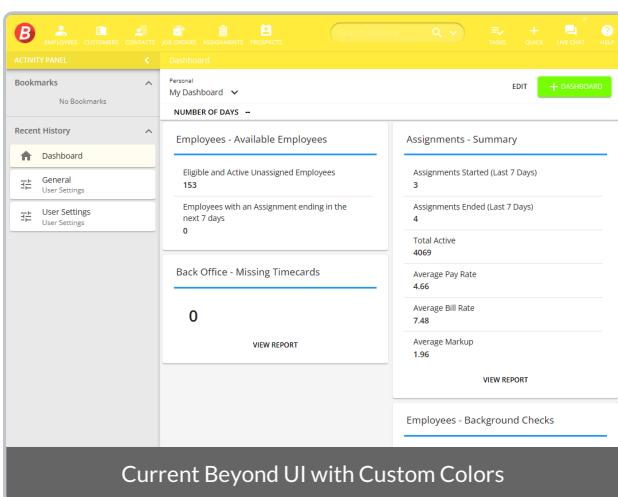 B
EMPLOYEES CUSTOMERS CONTACTS JOB ORDERS ASSIGNMENTS PROSPECTS TASKS QUICK LIVE CHAT HELP
ACTIVITY PANEL
Dashboard
Bookmarks
No Bookmarks
Recent History
Dashboard
General
User Settings
User Settings
User Settings
Personal
My Dashboard
EDIT
+ DASHBOARD
NUMBER OF DAYS --
Employees - Available Employees
Eligible and Active Unassigned Employees
153
Employees with an Assignment ending in the
next 7 days
0
Back Office - Missing Timecards
0
VIEW REPORT
Assignments - Summary
Assignments Started (Last 7 Days)
3
Assignments Ended (Last 7 Days)
4
Total Active
4069
Average Pay Rate
4.66
Average Bill Rate
7.48
Average Markup
1.96
VIEW REPORT
Employees - Background Checks
Current Beyond UI with Custom Colors